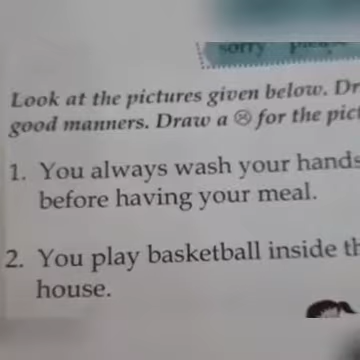 sorry please
Look at the pictures given below. Dr
good manners. Draw a ☹ for the pict
1. You always wash your hands
before having your meal.
2. You play basketball inside th
house.